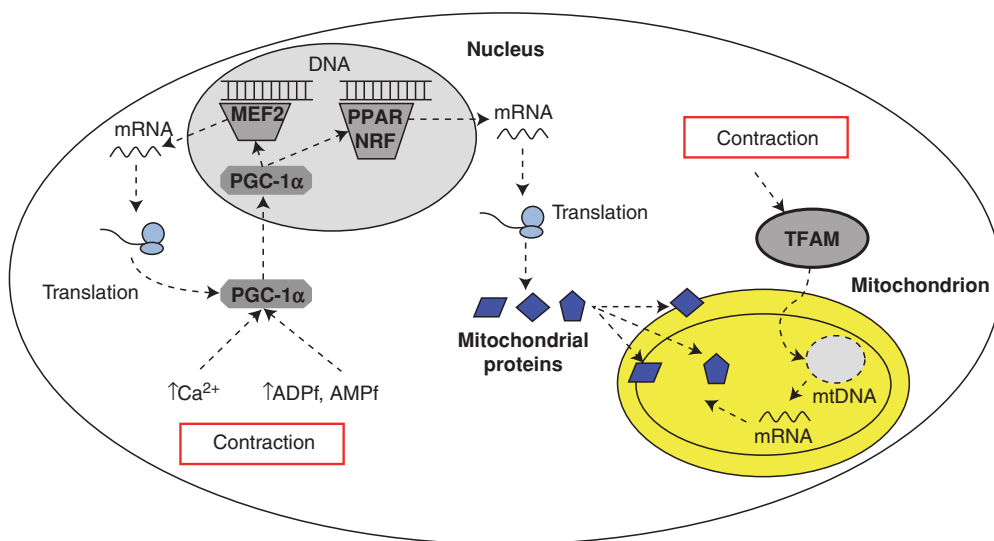 Nucleus
DNA
MEF2
PPAR
NRF
mRNA
mRNA
Contraction
PGC-1α
Translation
TFAM
Translation
PGC-1α
Mitochondrion
Mitochondrial
proteins
↑Ca²⁺
↑ADPf, AMPf
mtDNA
mRNA
Contraction